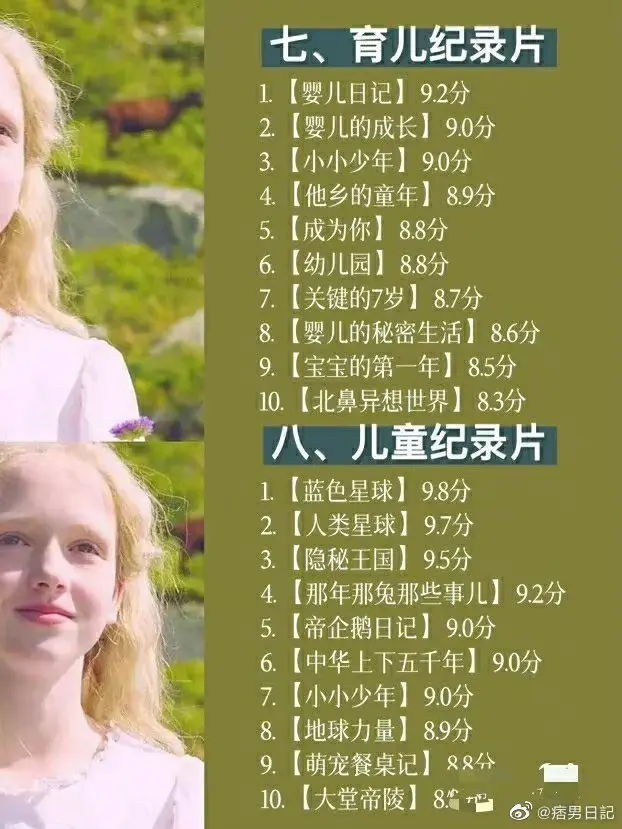 七、育儿纪录片
1.【婴儿日记】9.2分
2.【婴儿的成长】9.0分
3.【小小少年】9.0分
4.【他乡的童年】8.9分
5.【成为你】8.8分
6.【幼儿园】8.8分
7.【关键的7岁】8.7分
8.【婴儿的秘密生活】8.6分
9.【宝宝的第一年】8.5分
10.【北鼻异想世界】8.3分
八、儿童纪录片
1.【蓝色星球】9.8分
2.【人类星球】9.7分
3.【隐秘王国】9.5分
4.【那年那兔那些事儿】9.2分
5.【帝企鹅日记】9.0分
6.【中华上下五千年】9.0分
7.【小小少年】9.0分
8.【地球力量】8.9分
9.【萌宠餐桌记】8.8分
10.【大堂帝陵】8.
@痞男日記